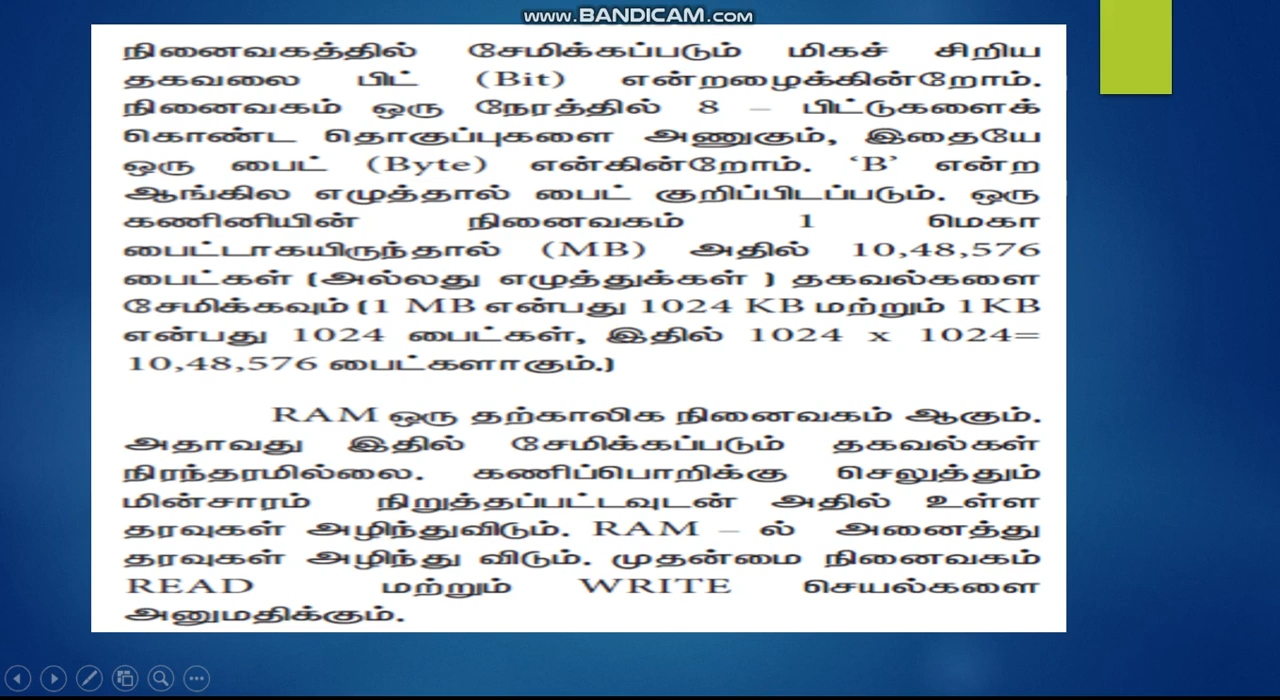 www.BANDICAM.com
நினைவகத்தில் சேமிக்கப்படும் மிகச் சிறிய
தகவலை பிட் (Bit) என்றழைக்கின்றோம்.
நினைவகம் ஒரு நேரத்தில் 8 – பிட்டுகளைக்
கொண்ட தொகுப்புகளை அணுகும், இதையே
ஒரு பைட் (Byte) என்கின்றோம். ‘B’ என்ற
ஆங்கில எழுத்தால் பைட் குறிப்பிடப்படும். ஒரு
கணினியின் நினைவகம் 1 மெகா
பைட்டாகயிருந்தால் (MB) அதில் 10,48,576
பைட்கள் (அல்லது எழுத்துக்கள் ) தகவல்களை
சேமிக்கவும் (1 MB என்பது 1024 KB மற்றும் 1KB
என்பது 1024 பைட்கள், இதில் 1024 x 1024=
10,48,576 பைட்களாகும்.)
RAM ஒரு தற்காலிக நினைவகம் ஆகும்.
அதாவது இதில் சேமிக்கப்படும் தகவல்கள்
நிரந்தரமில்லை. கணிப்பொறிக்கு செலுத்தும்
மின்சாரம் நிறுத்தப்பட்டவுடன் அதில் உள்ள
தரவுகள் அழிந்துவிடும். RAM – ல் அனைத்து
தரவுகள் அழிந்து விடும். முதன்மை நினைவகம்
READ மற்றும் WRITE செயல்களை
அனுமதிக்கும்.